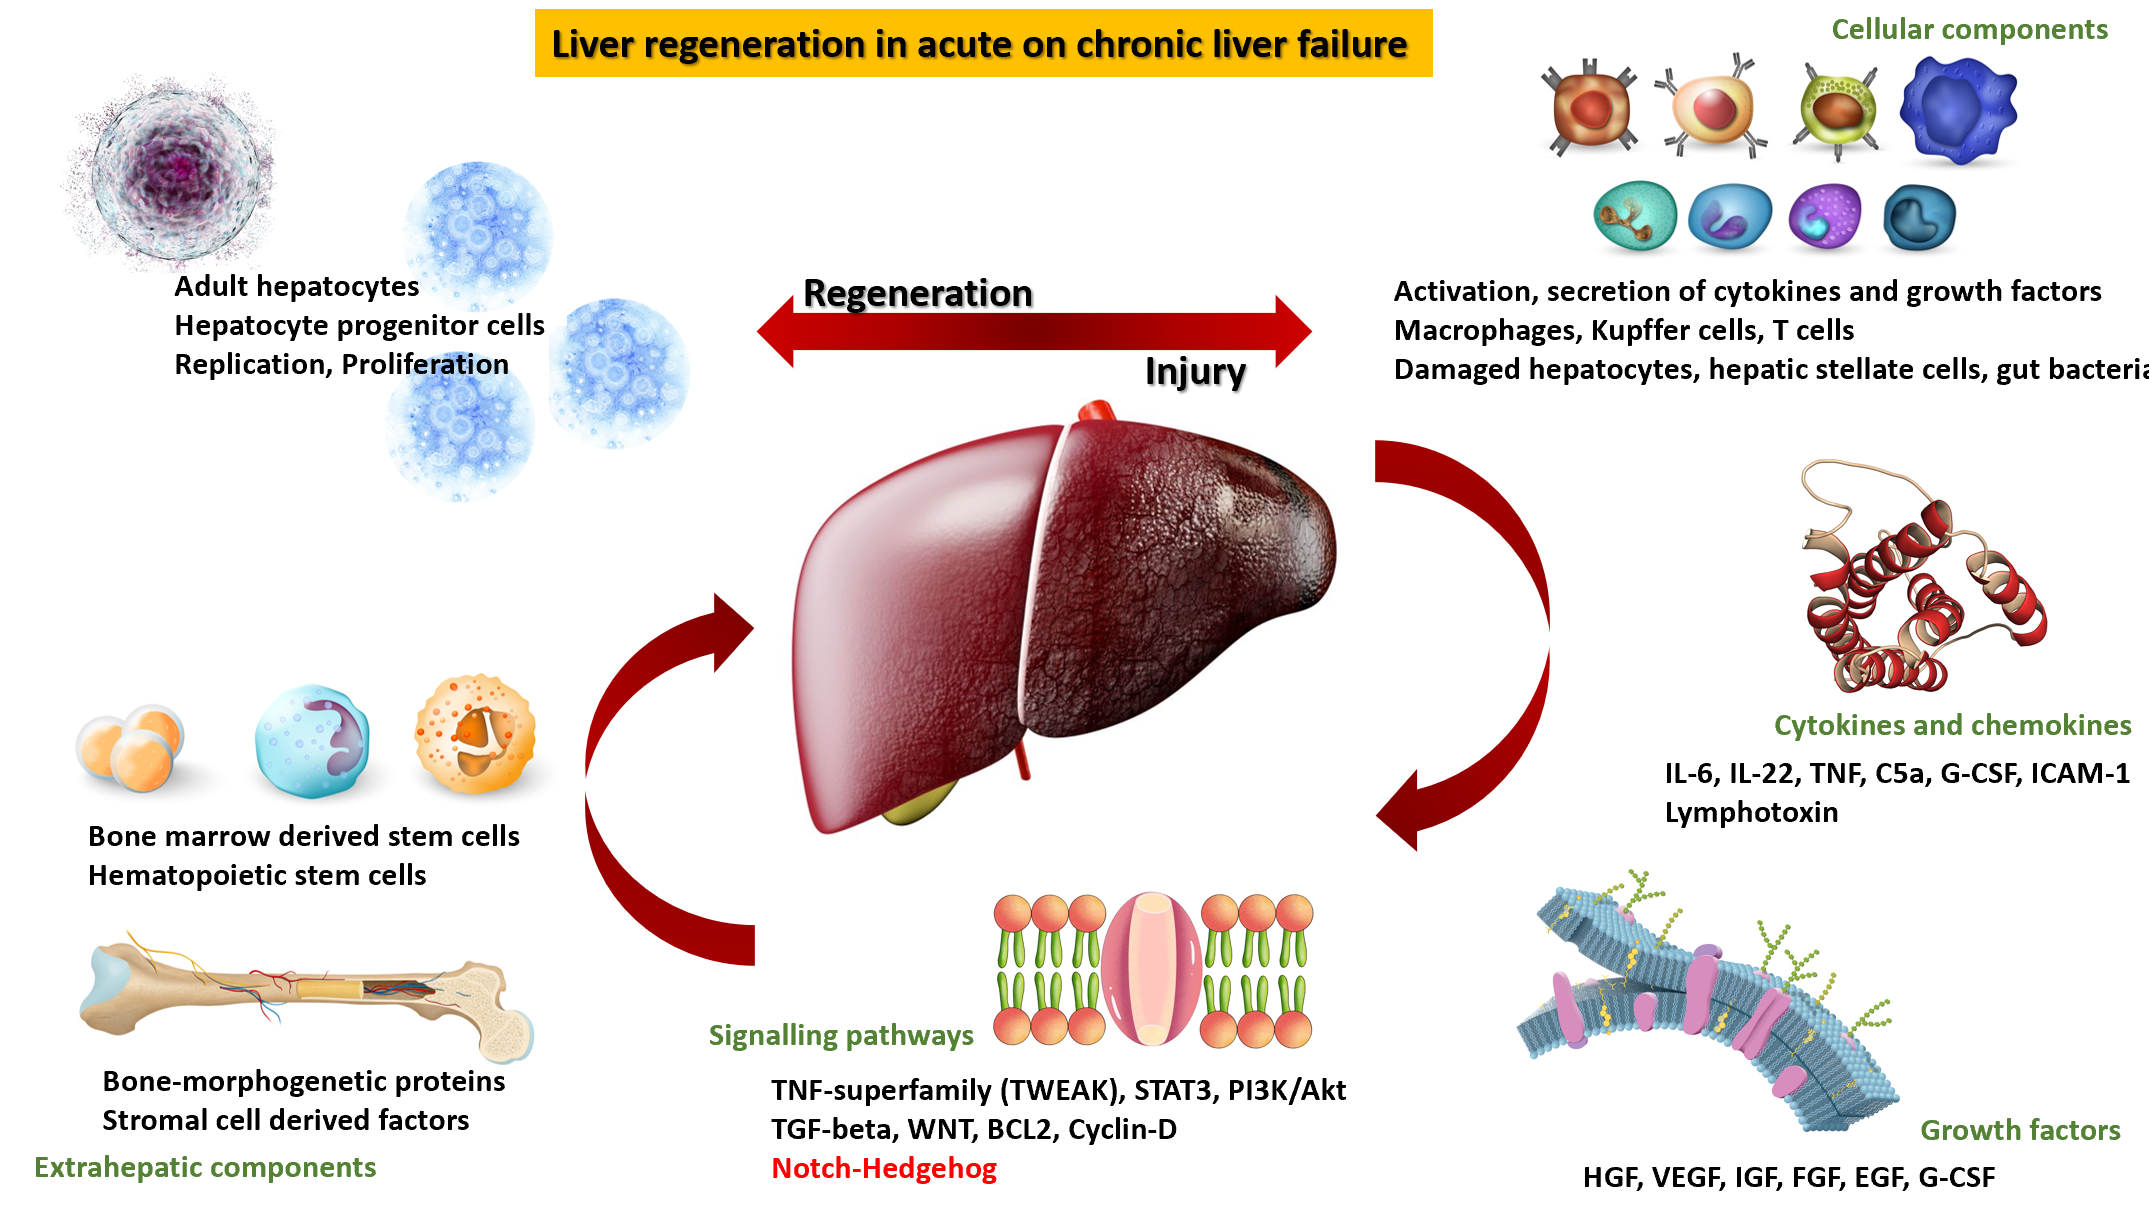 Liver regeneration in acute on chronic liver failure
Cellular components
Adult hepatocytes
Hepatocyte progenitor cells
Replication, Proliferation
Regeneration
Injury
Activation, secretion of cytokines and growth factors
Macrophages, Kupffer cells, T cells
Damaged hepatocytes, hepatic stellate cells, gut bacteria
Cytokines and chemokines
IL-6, IL-22, TNF, C5a, G-CSF, ICAM-1
Lymphotoxin
Bone marrow derived stem cells
Hematopoietic stem cells
Bone-morphogenetic proteins
Stromal cell derived factors
Extrahepatic components
Signalling pathways
TNF-superfamily (TWEAK), STAT3, PI3K/Akt
TGF-beta, WNT, BCL2, Cyclin-D
Notch-Hedgehog
Growth factors
HGF, VEGF, IGF, FGF, EGF, G-CSF